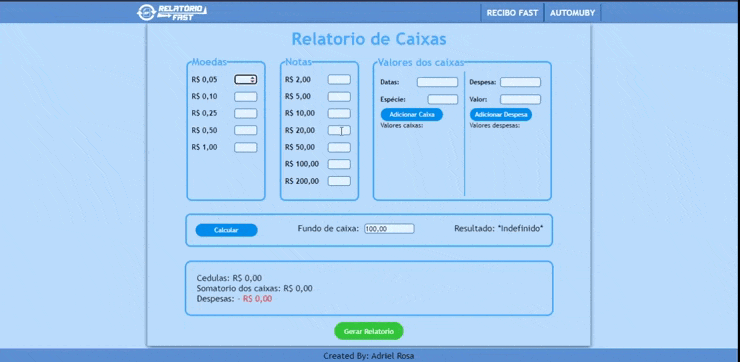 RELATÓRIO FAST
RECIBO FAST
AUTOMUBY
Relatorio de Caixas
Moedas
R$ 0,05
R$ 0,10
R$ 0,25
R$ 0,50
R$ 1,00
Notas
R$ 2,00
R$ 5,00
R$ 10,00
R$ 20,00
R$ 50,00
R$ 100,00
R$ 200,00
Valores dos caixas
Datas:
Espécie:
Adicionar Caixa
Valores caixas:
Despesa:
Valor:
Adicionar Despesa
Valores despesas:
Calcular
Fundo de caixa: 100,00
Resultado: "Indefinido"
Cedulas: R$ 0,00
Somatorio dos caixas: R$ 0,00
Despesas: - R$ 0,00
Gerar Relatorio
Created By: Adriel Rosa